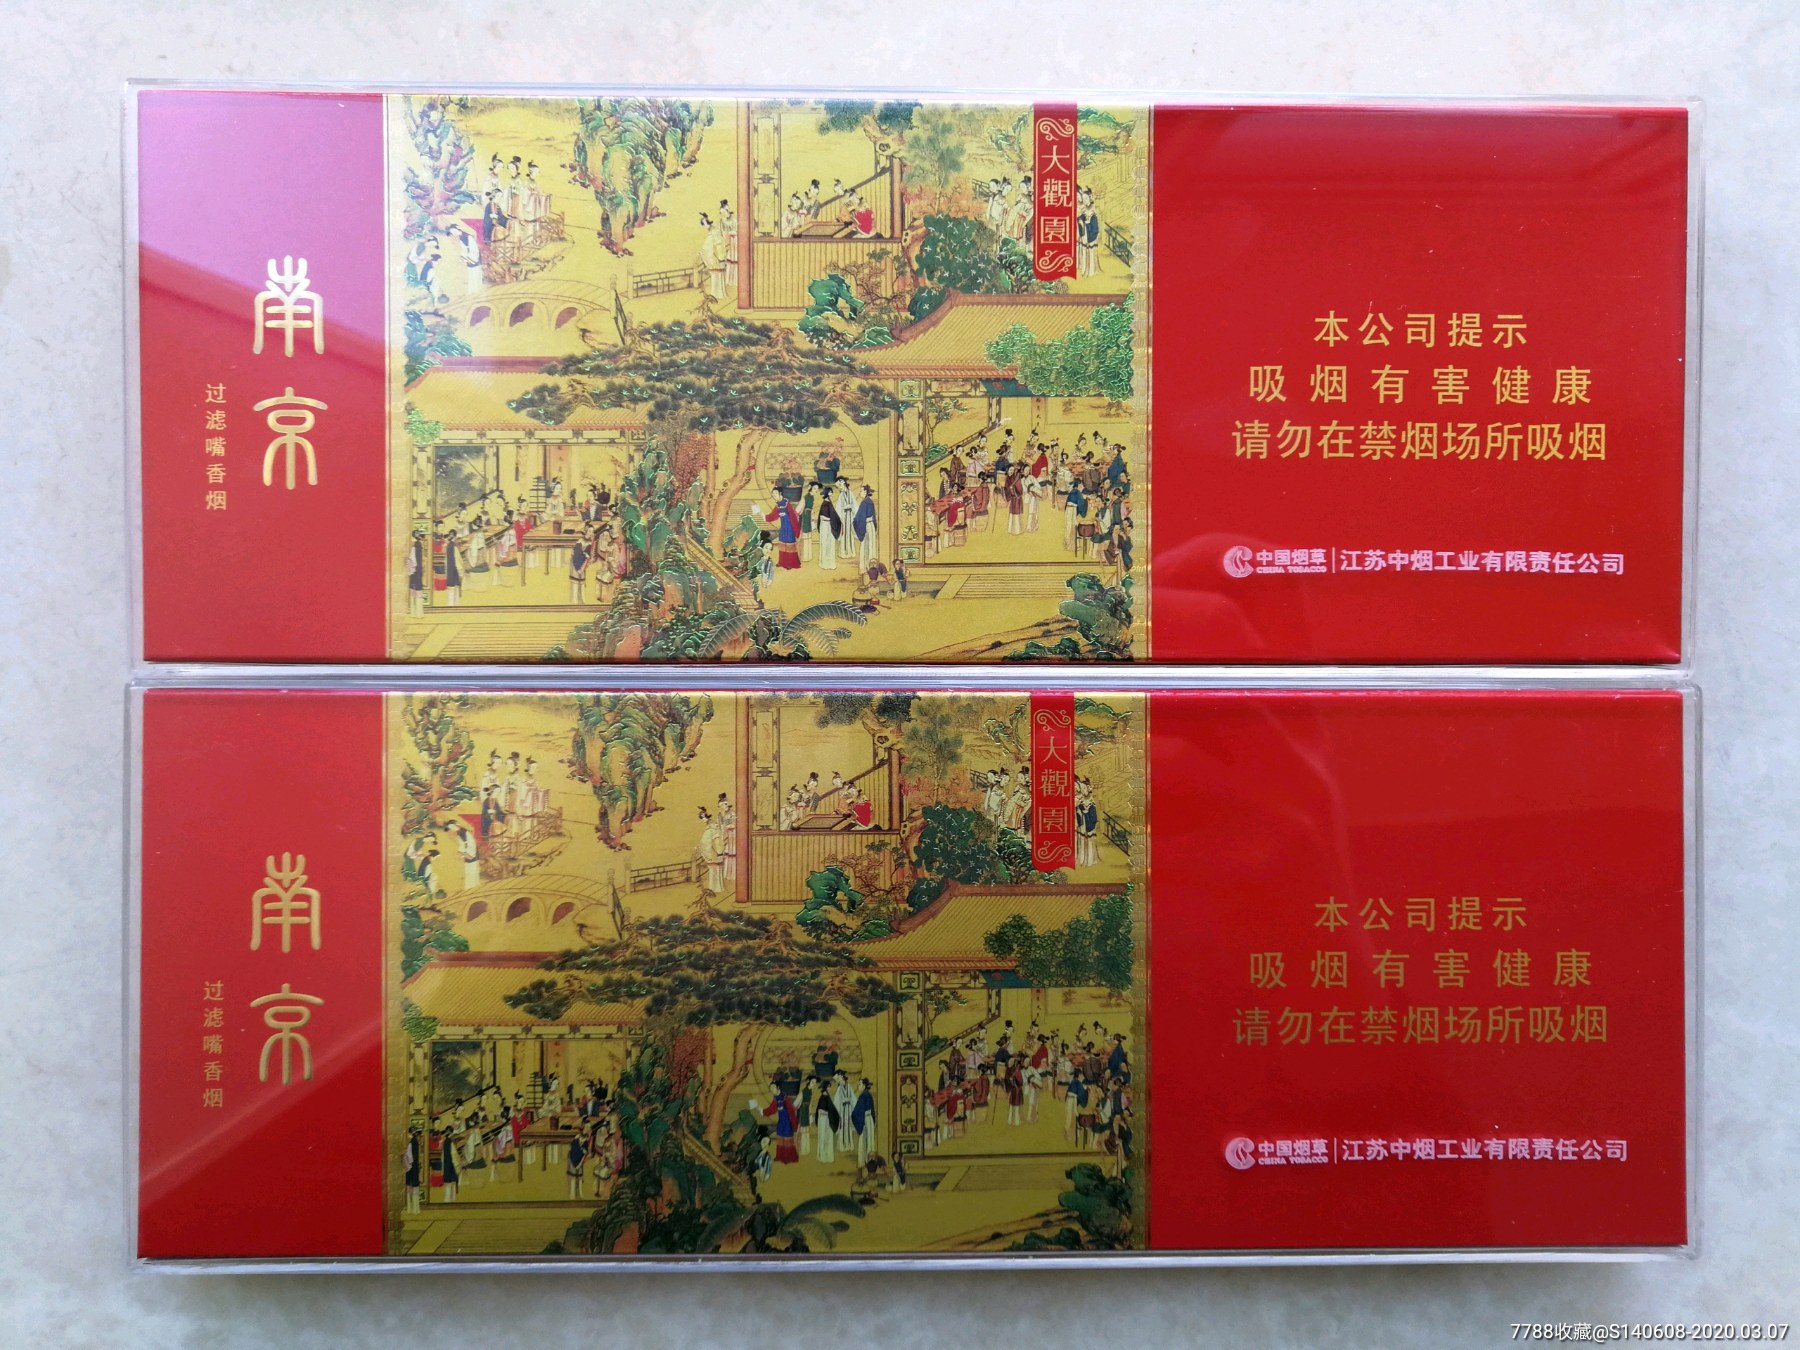 南京
过滤嘴香烟
大觀園
本公司提示
吸烟有害健康
请勿在禁烟场所吸烟
中国烟草
CHINA TOBACCO
江苏中烟工业有限责任公司
南京
过滤嘴香烟
大觀園
本公司提示
吸烟有害健康
请勿在禁烟场所吸烟
中国烟草
CHINA TOBACCO
江苏中烟工业有限责任公司
7788收藏@S140608-2020.03.07